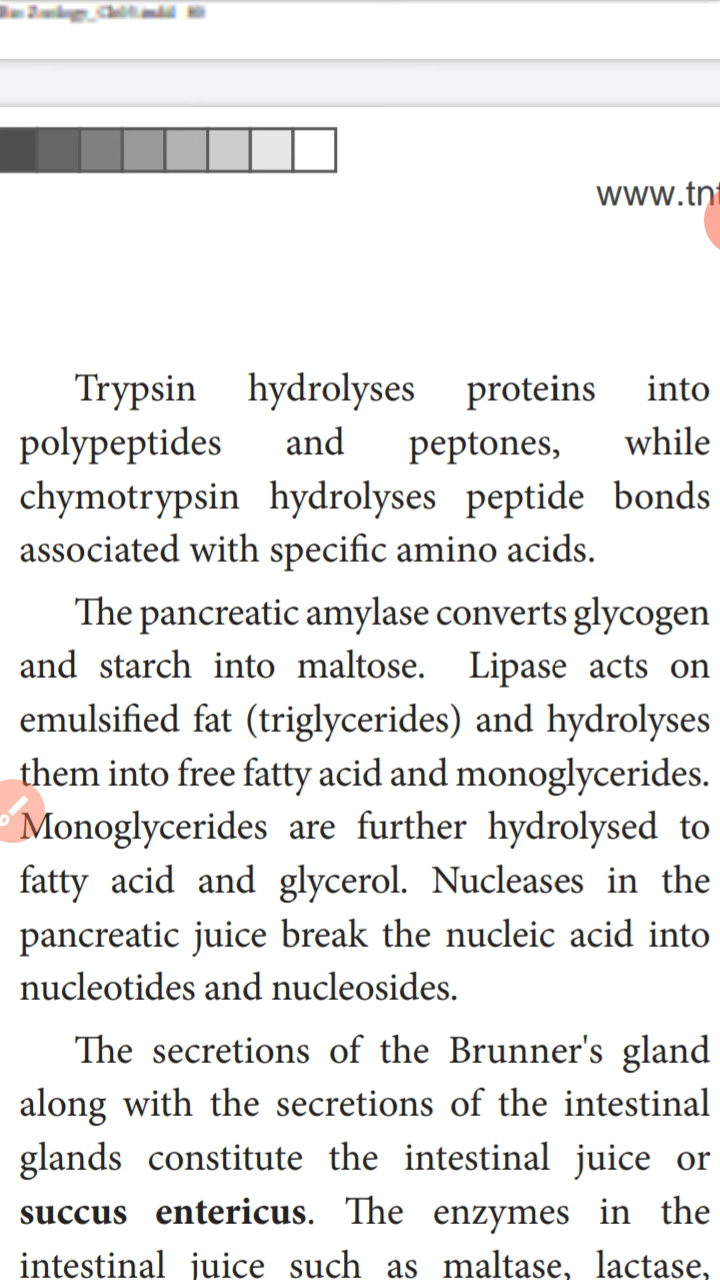 www.tn
Trypsin hydrolyses proteins into
polypeptides and peptones, while
chymotrypsin hydrolyses peptide bonds
associated with specific amino acids.
The pancreatic amylase converts glycogen
and starch into maltose. Lipase acts on
emulsified fat (triglycerides) and hydrolyses
them into free fatty acid and monoglycerides.
Monoglycerides are further hydrolysed to
fatty acid and glycerol. Nucleases in the
pancreatic juice break the nucleic acid into
nucleotides and nucleosides.
The secretions of the Brunner's gland
along with the secretions of the intestinal
glands constitute the intestinal juice or
succus entericus. The enzymes in the
intestinal juice such as maltase, lactase,